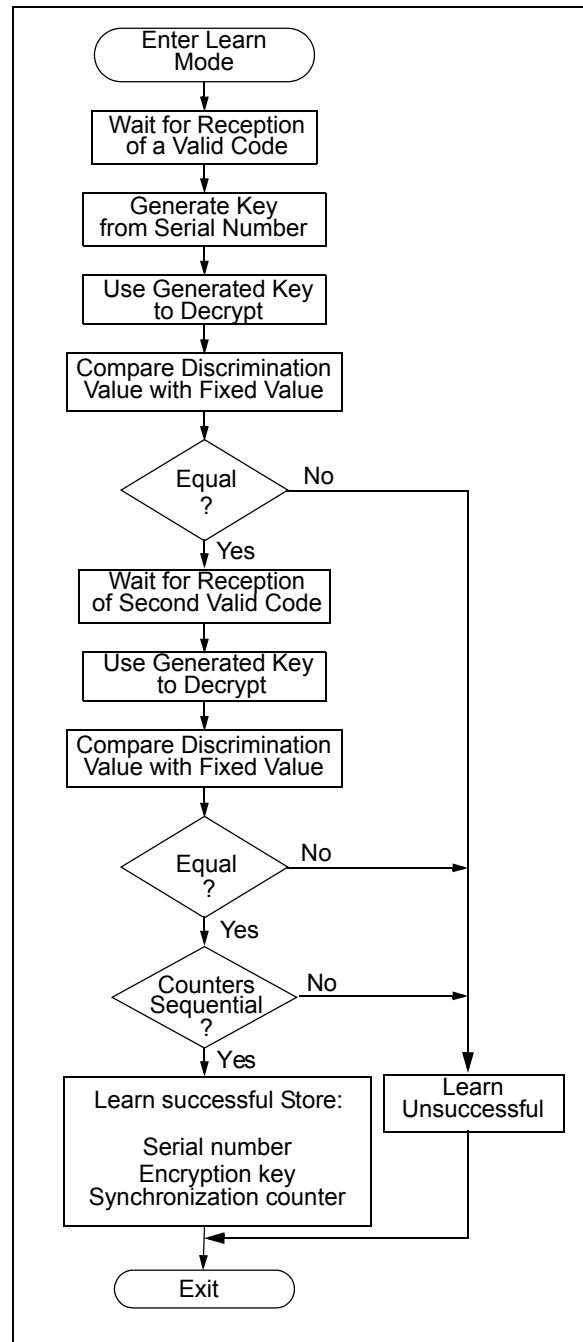 Enter Learn
Mode
Wait for Reception
of a Valid Code
Generate Key
from Serial Number
Use Generated Key
to Decrypt
Compare Discrimination
Value with Fixed Value
Equal
?
No
Yes
Wait for Reception
of Second Valid Code
Use Generated Key
to Decrypt
Compare Discrimination
Value with Fixed Value
Equal
?
No
Yes
Counters
Sequential
?
No
Yes
Learn successful Store:
Serial number
Encryption key
Synchronization counter
Learn
Unsuccessful
Exit